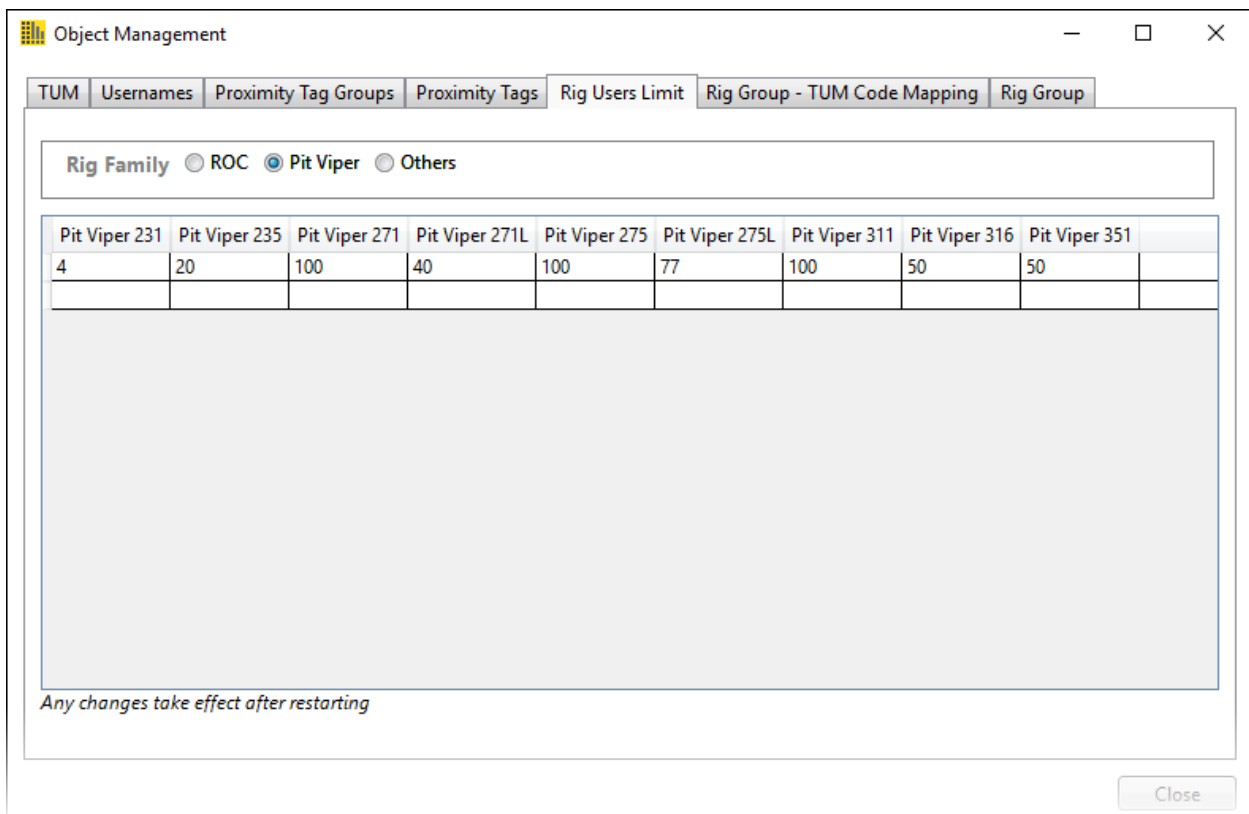 Object Management
TUM Usernames Proximity Tag Groups Proximity Tags Rig Users Limit Rig Group - TUM Code Mapping Rig Group
Rig Family ROC Pit Viper Others
Pit Viper 231 Pit Viper 235 Pit Viper 271 Pit Viper 271L Pit Viper 275 Pit Viper 275L Pit Viper 311 Pit Viper 316 Pit Viper 351
4 20 100 40 100 77 100 50 50
Any changes take effect after restarting
Close